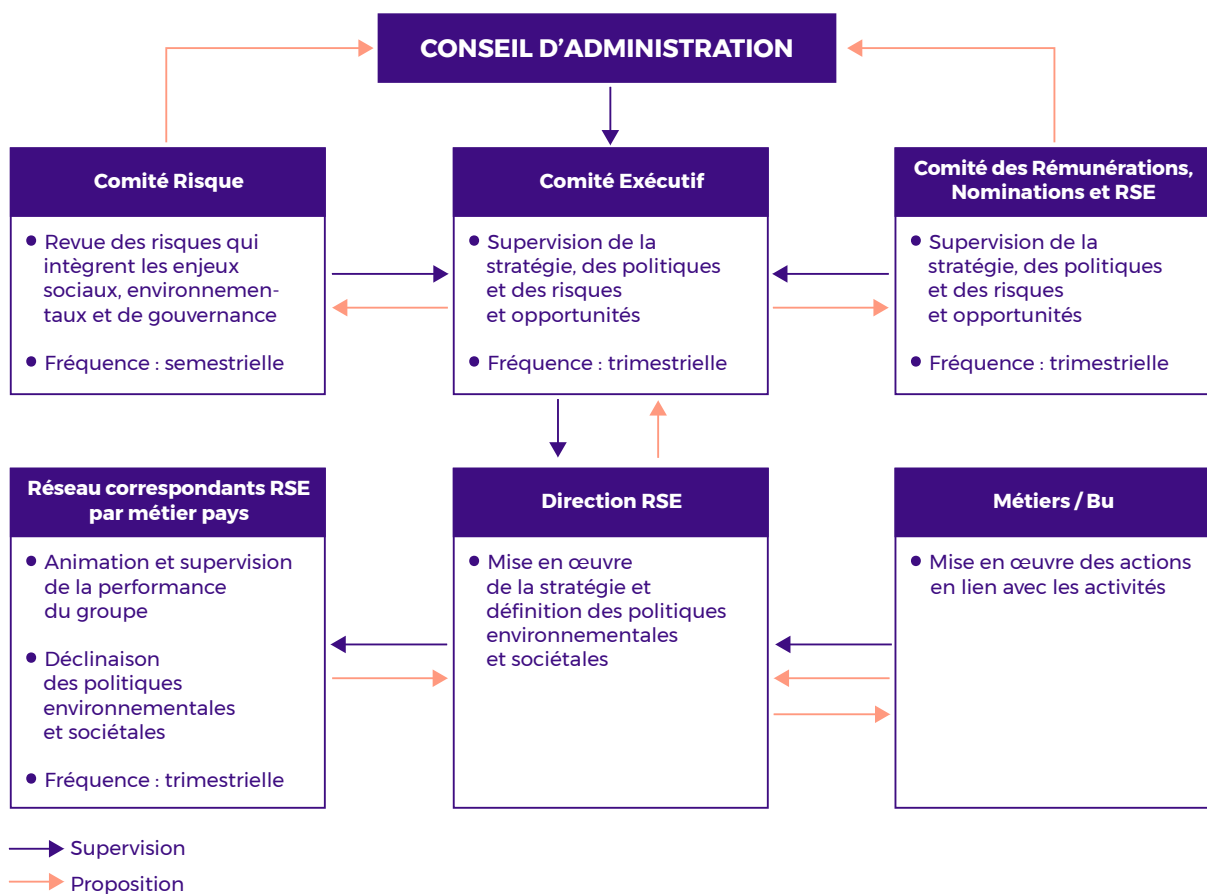 CONSEIL D’ADMINISTRATION
Comité Risque
• Revue des risques qui
intègrent les enjeux
sociaux, environnemen-
taux et de gouvernance
• Fréquence : semestrielle
Comité Exécutif
• Supervision de la
stratégie, des politiques
et des risques
et opportunités
• Fréquence : trimestrielle
Comité des Rémunérations,
Nominations et RSE
• Supervision de la
stratégie, des politiques
et des risques
et opportunités
• Fréquence : trimestrielle
Réseau correspondants RSE
par métier pays
• Animation et supervision
de la performance
du groupe
• Déclinaison
des politiques
environnementales
et sociétales
• Fréquence : trimestrielle
Direction RSE
• Mise en œuvre
de la stratégie et
définition des politiques
environnementales
et sociétales
Métiers / Bu
• Mise en œuvre des actions
en lien avec les activités
Supervision
Proposition